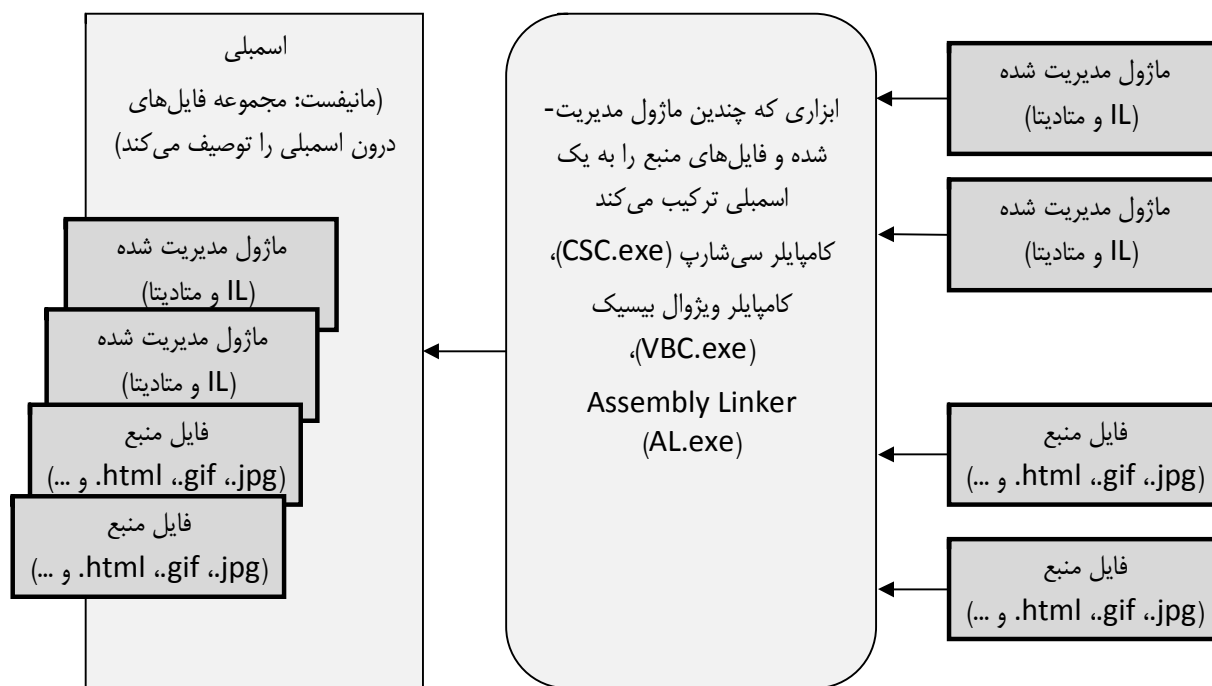 ماژول مدیریت شده
(IL و متادیتا)
ماژول مدیریت شده
(IL و متادیتا)
فایل منبع
(.html ،.gif ،.jpg و ...)
فایل منبع
(.html ،.gif ،.jpg و ...)
ابزاری که چندین ماژول مدیریت-
شده و فایل‌های منبع را به یک
اسمبلی ترکیب می‌کند
کامپایلر سی‌شارپ (CSC.exe)،
کامپایلر ویژوال بیسیک
(VBC.exe)،
Assembly Linker
(AL.exe)
اسمبلی
(مانیفست: مجموعه فایل‌های
درون اسمبلی را توصیف می‌کند)
ماژول مدیریت شده
(IL و متادیتا)
ماژول مدیریت شده
(IL و متادیتا)
فایل منبع
(.html ،.gif ،.jpg و ...)
فایل منبع
(.html ،.gif ،.jpg و ...)